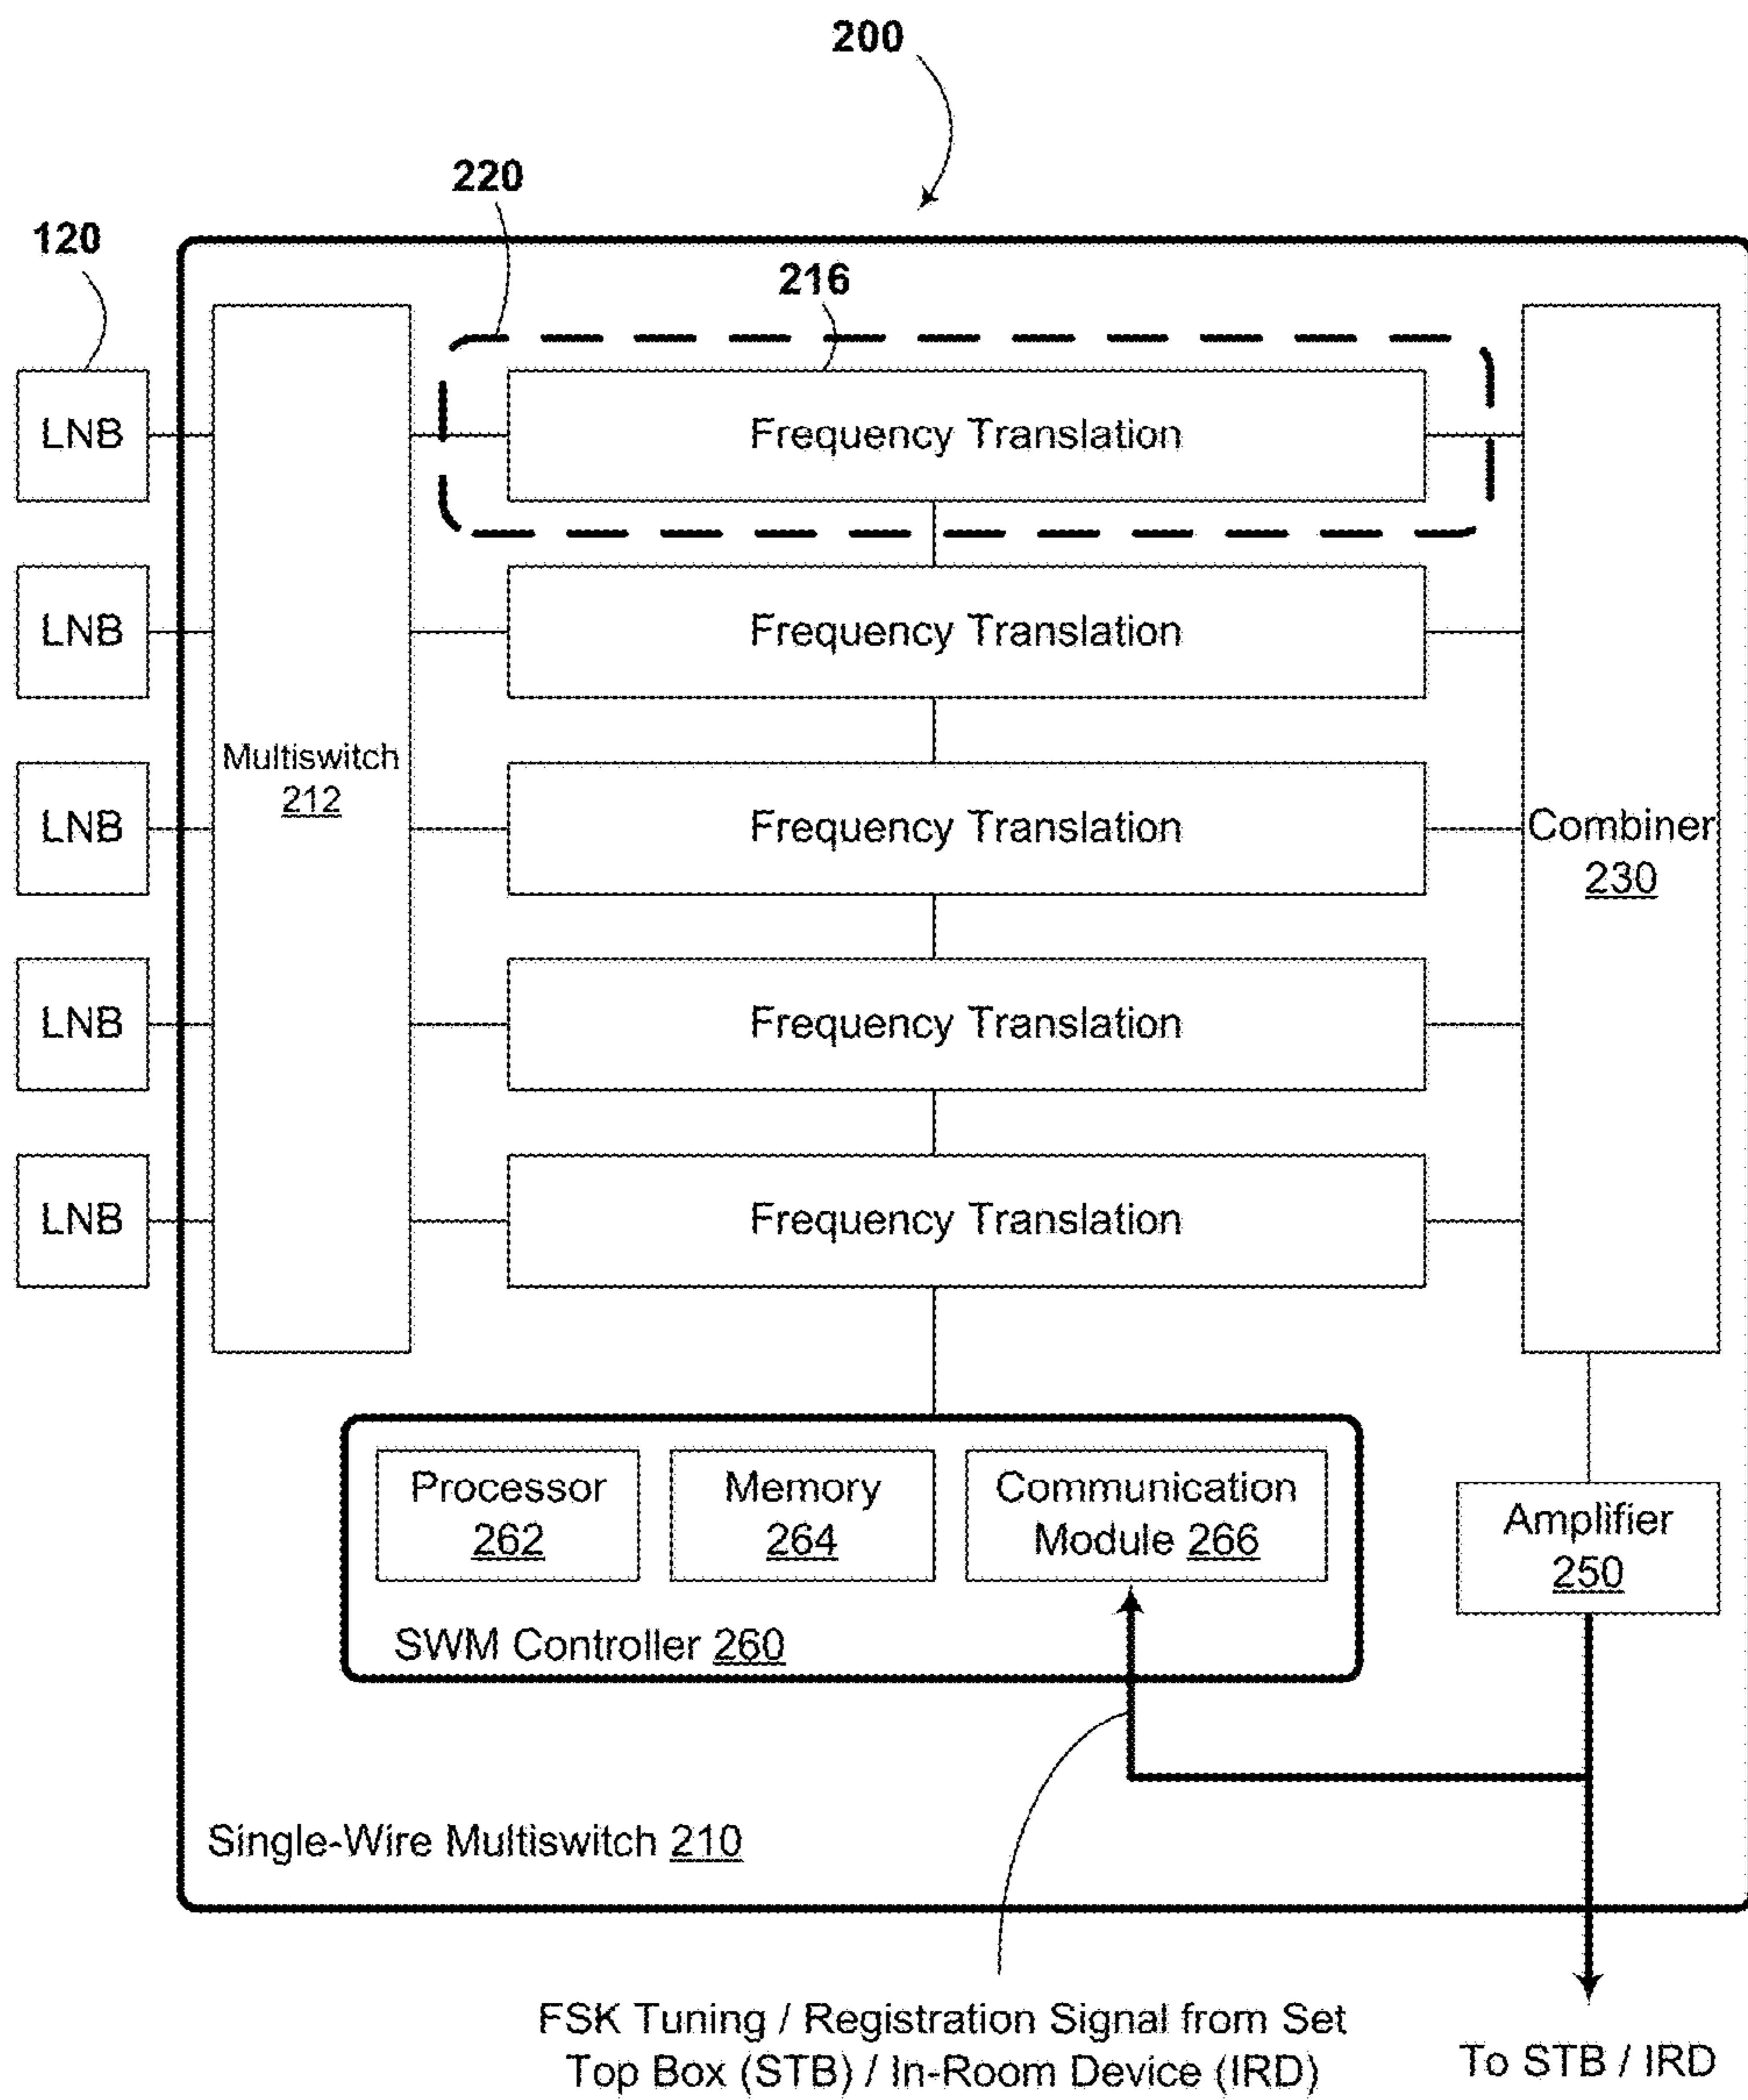 200
220
120
216
LNB
Frequency Translation
LNB
Frequency Translation
Multiswitch
212
LNB
Frequency Translation
Combiner
230
LNB
Frequency Translation
LNB
Frequency Translation
Processor
262
Memory
264
Communication
Module 266
Amplifier
250
SWM Controller 260
Single-Wire Multiswitch 210
FSK Tuning / Registration Signal from Set
Top Box (STB) / In-Room Device (IRD)
To STB / IRD